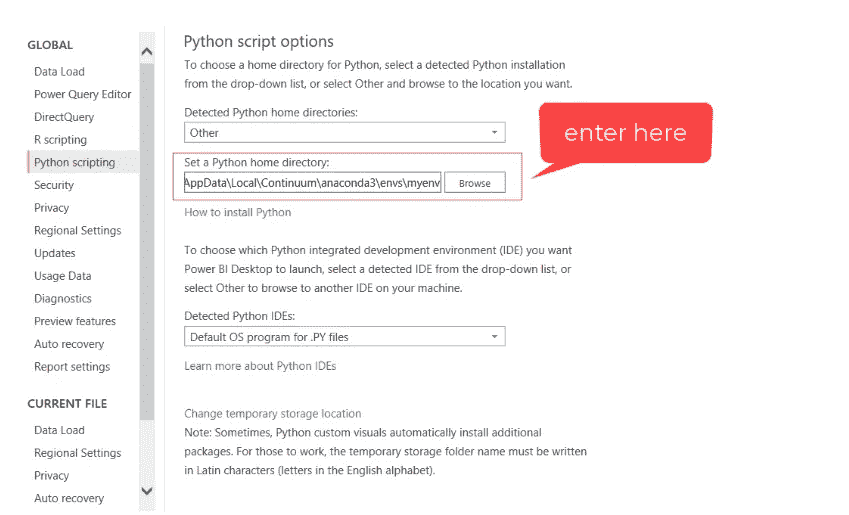 GLOBAL
Data Load
Power Query Editor
DirectQuery
R scripting
Python scripting
Security
Privacy
Regional Settings
Updates
Usage Data
Diagnostics
Preview features
Auto recovery
Report settings
CURRENT FILE
Data Load
Regional Settings
Privacy
Auto recovery
Python script options
To choose a home directory for Python, select a detected Python installation
from the drop-down list, or select Other and browse to the location you want.
Detected Python home directories:
Other
Set a Python home directory:
AppData\Local\Continuum\anaconda3\envs\myenv
Browse
How to install Python
To choose which Python integrated development environment (IDE) you want
Power BI Desktop to launch, select a detected IDE from the drop-down list, or
select Other to browse to another IDE on your machine.
Detected Python IDEs:
Default OS program for .PY files
Learn more about Python IDEs
Change temporary storage location
Note: Sometimes, Python custom visuals automatically install additional
packages. For those to work, the temporary storage folder name must be written
in Latin characters (letters in the English alphabet).
enter here